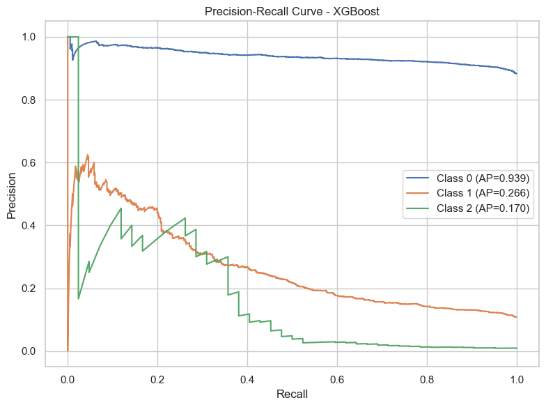 Precision-Recall Curve - XGBoost
1.0
0.8
0.6
0.4
0.2
0.0
Precision
Class 0 (AP=0.939)
Class 1 (AP=0.266)
Class 2 (AP=0.170)
0.0 0.2 0.4 0.6 0.8 1.0
Recall